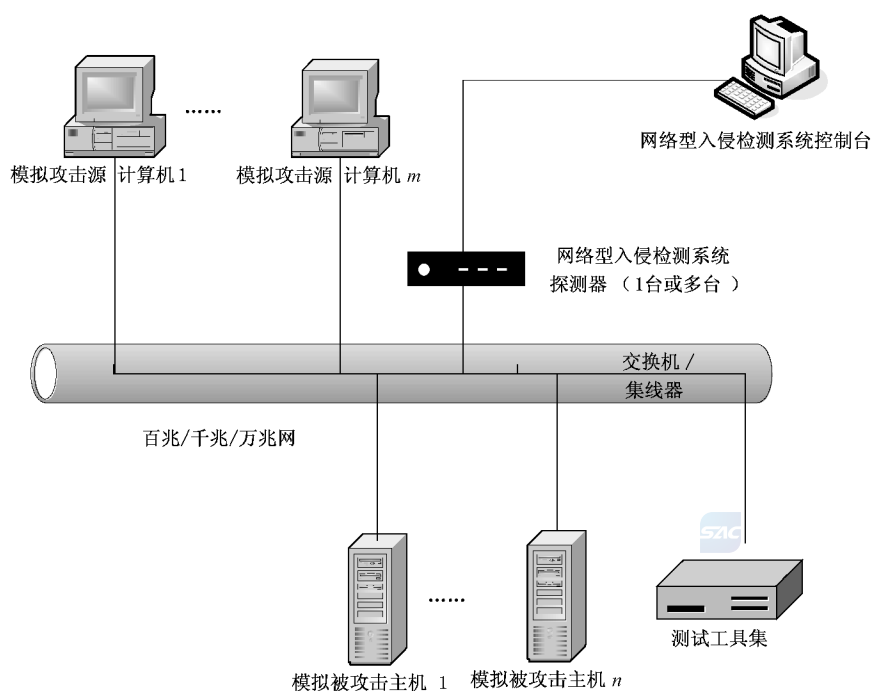 网络型入侵检测系统控制台
……
模拟攻击源 计算机1
模拟攻击源 计算机 m
网络型入侵检测系统
探测器 （1台或多台 ）
交换机 /
集线器
百兆/千兆/万兆网
SAC
……
测试工具集
模拟被攻击主机 1
模拟被攻击主机 n